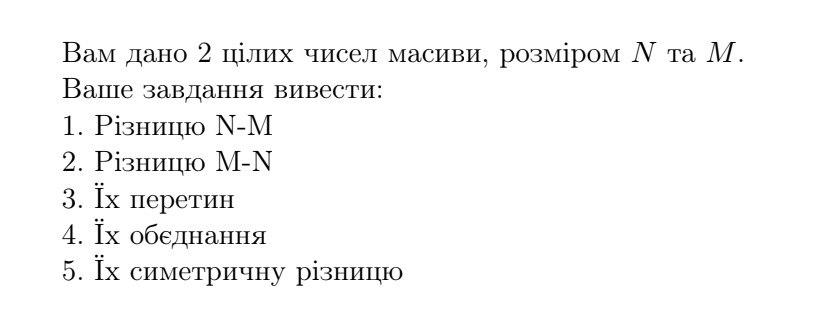 Вам дано 2 цілих чисел масиви, розміром N та M.
Ваше завдання вивести:
1. Різницю N-M
2. Різницю M-N
3. Їх перетин
4. Їх обєднання
5. Їх симетричну різницю